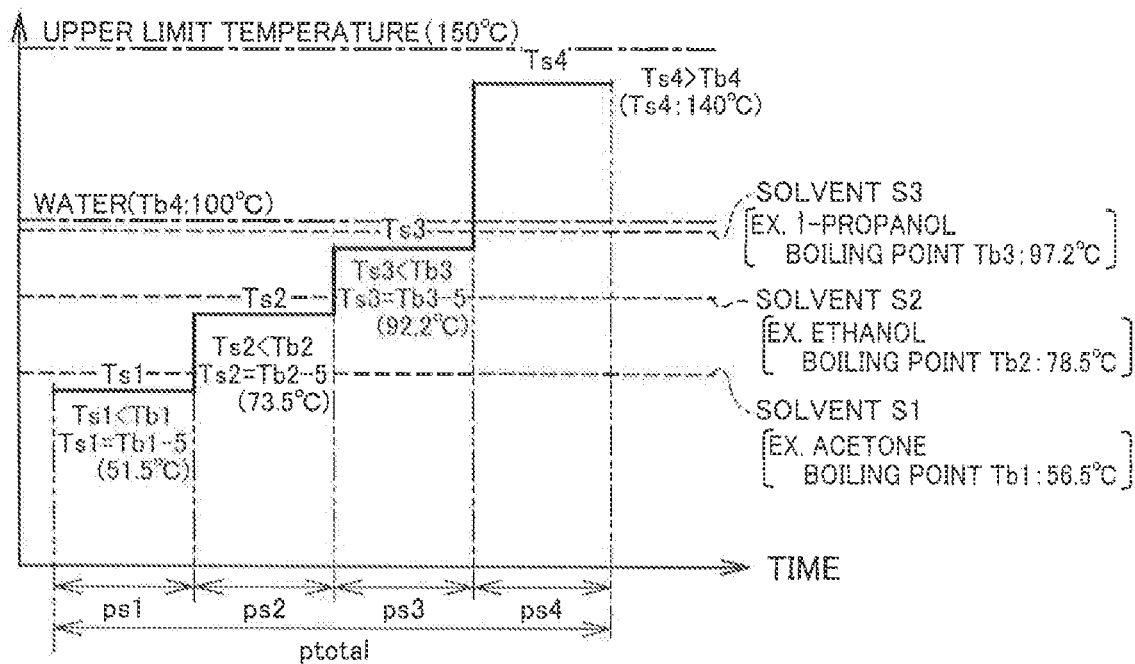 UPPER LIMIT TEMPERATURE(150°C)
Ts4
Ts4>Tb4
(Ts4:140°C)
WATER(Tb4:100°C)
Ts3
SOLVENT S3
EX. 1-PROPANOL
BOILING POINT Tb3:97.2°C
Ts3<Tb3
Ts3=Tb3-5
(92.2°C)
Ts2
SOLVENT S2
EX. ETHANOL
BOILING POINT Tb2:78.5°C
Ts2<Tb2
Ts2=Tb2-5
(73.5°C)
Ts1
SOLVENT S1
EX. ACETONE
BOILING POINT Tb1:56.5°C
Ts1<Tb1
Ts1=Tb1-5
(51.5°C)
TIME
ps1 ps2 ps3 ps4
ptotal